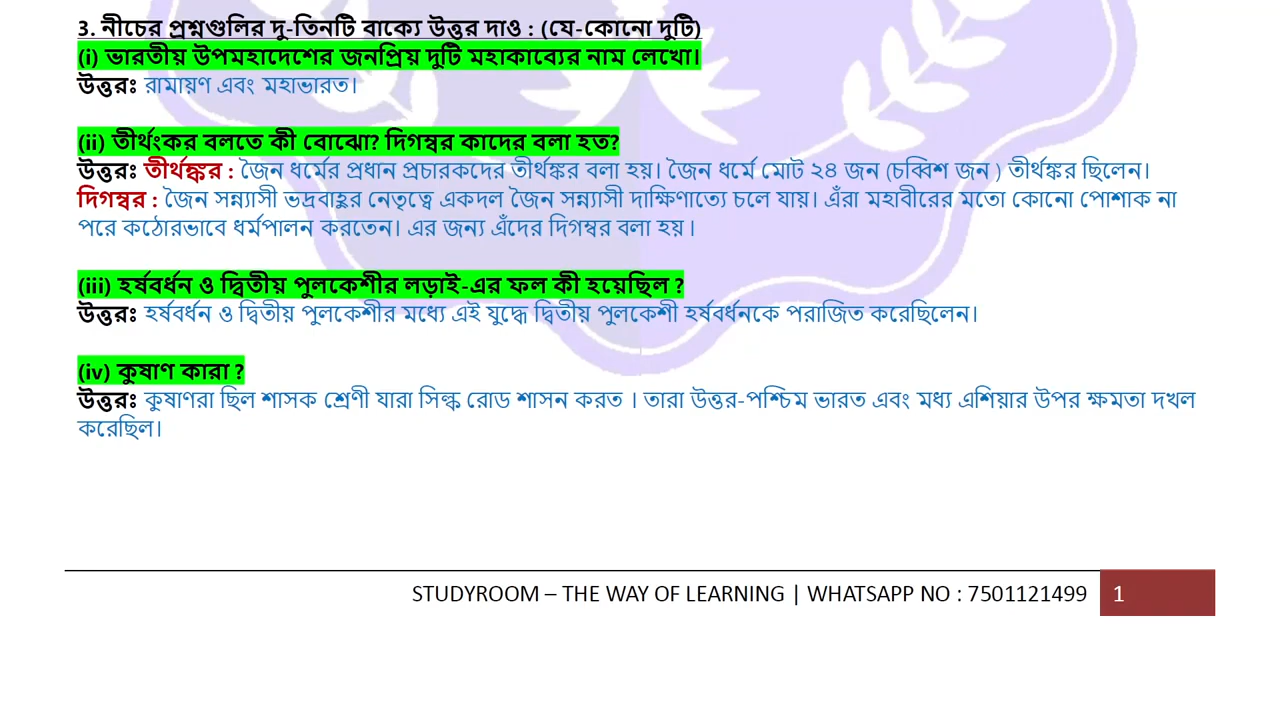 3. নীচের প্রশ্নগুলির দু-তিনটি বাক্যে উত্তর দাও : (যে-কোনো দুটি)
(i) ভারতীয় উপমহাদেশের জনপ্রিয় দুটি মহাকাব্যের নাম লেখো।
উত্তরঃ রামায়ণ এবং মহাভারত।
(ii) তীর্থংকর বলতে কী বোঝো? দিগম্বর কাদের বলা হত?
উত্তরঃ তীর্থঙ্কর : জৈন ধর্মের প্রধান প্রচারকদের তীর্থঙ্কর বলা হয়। জৈন ধর্মে মোট ২৪ জন (চব্বিশ জন ) তীর্থঙ্কর ছিলেন।
দিগম্বর : জৈন সন্ন্যাসী ভদ্রবাহুর নেতৃত্বে একদল জৈন সন্ন্যাসী দাক্ষিণাত্যে চলে যায়। এঁরা মহাবীরের মতো কোনো পোশাক না
পরে কঠোরভাবে ধর্মপালন করতেন। এর জন্য এঁদের দিগম্বর বলা হয়।
(iii) হর্ষবর্ধন ও দ্বিতীয় পুলকেশীর লড়াই-এর ফল কী হয়েছিল ?
উত্তরঃ হর্ষবর্ধন ও দ্বিতীয় পুলকেশীর মধ্যে এই যুদ্ধে দ্বিতীয় পুলকেশী হর্ষবর্ধনকে পরাজিত করেছিলেন।
(iv) কুষাণ কারা ?
উত্তরঃ কুষাণরা ছিল শাসক শ্রেণী যারা সিল্ক রোড শাসন করত । তারা উত্তর-পশ্চিম ভারত এবং মধ্য এশিয়ার উপর ক্ষমতা দখল
করেছিল।
STUDYROOM – THE WAY OF LEARNING | WHATSAPP NO : 7501121499 1